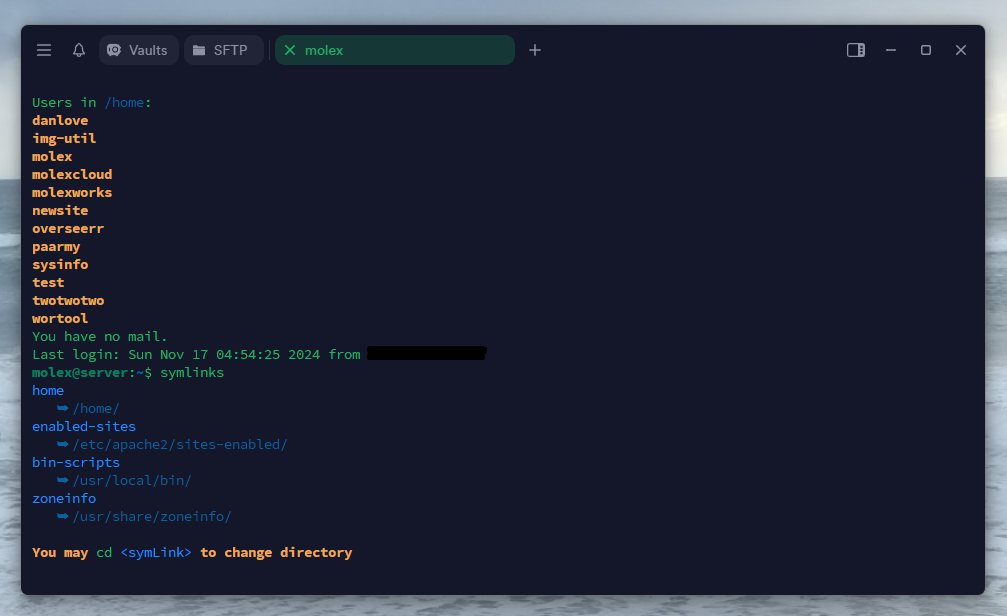 Vaults SFTP molex
Users in /home:
danlove
img-util
molex
molexcloud
molexworks
newsite
overseerr
paarmy
sysinfo
test
twotwotwo
wortool
You have no mail.
Last login: Sun Nov 17 04:54:25 2024 from
molex@server:~$ symlinks
home
➥ /home/
enabled-sites
➥ /etc/apache2/sites-enabled/
bin-scripts
➥ /usr/local/bin/
zoneinfo
➥ /usr/share/zoneinfo/
You may cd <symLink> to change directory